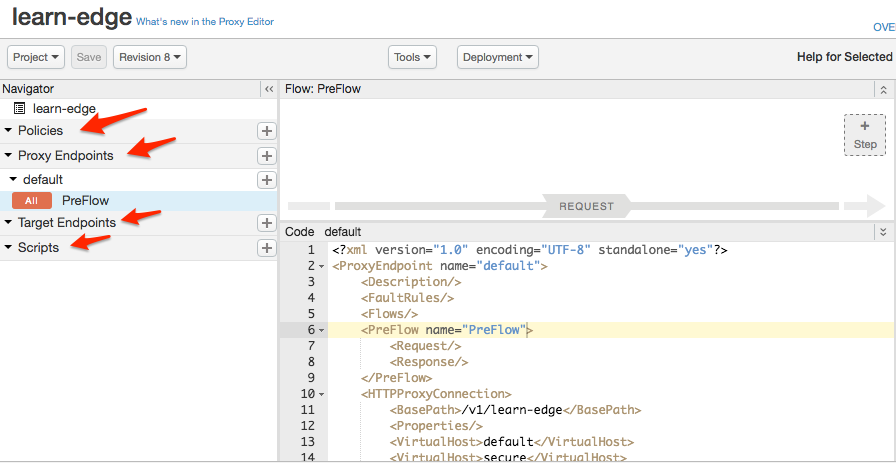 learn-edge What's new in the Proxy Editor
OVE
Project Save Revision 8 Tools Deployment Help for Selected
Navigator
Flow: PreFlow
learn-edge
Policies
Proxy Endpoints
default
All PreFlow
Target Endpoints
Scripts
+
Step
REQUEST
Code default
1 <?xml version="1.0" encoding="UTF-8" standalone="yes"?>
2 <ProxyEndpoint name="default">
3 <Description/>
4 <FaultRules/>
5 <Flows/>
6 <PreFlow name="PreFlow">
7 <Request/>
8 <Response/>
9 </PreFlow>
10 <HTTPProxyConnection>
11 <BasePath>/v1/learn-edge</BasePath>
12 <Properties/>
13 <VirtualHost>default</VirtualHost>
14 <VirtualHost>secure</VirtualHost>